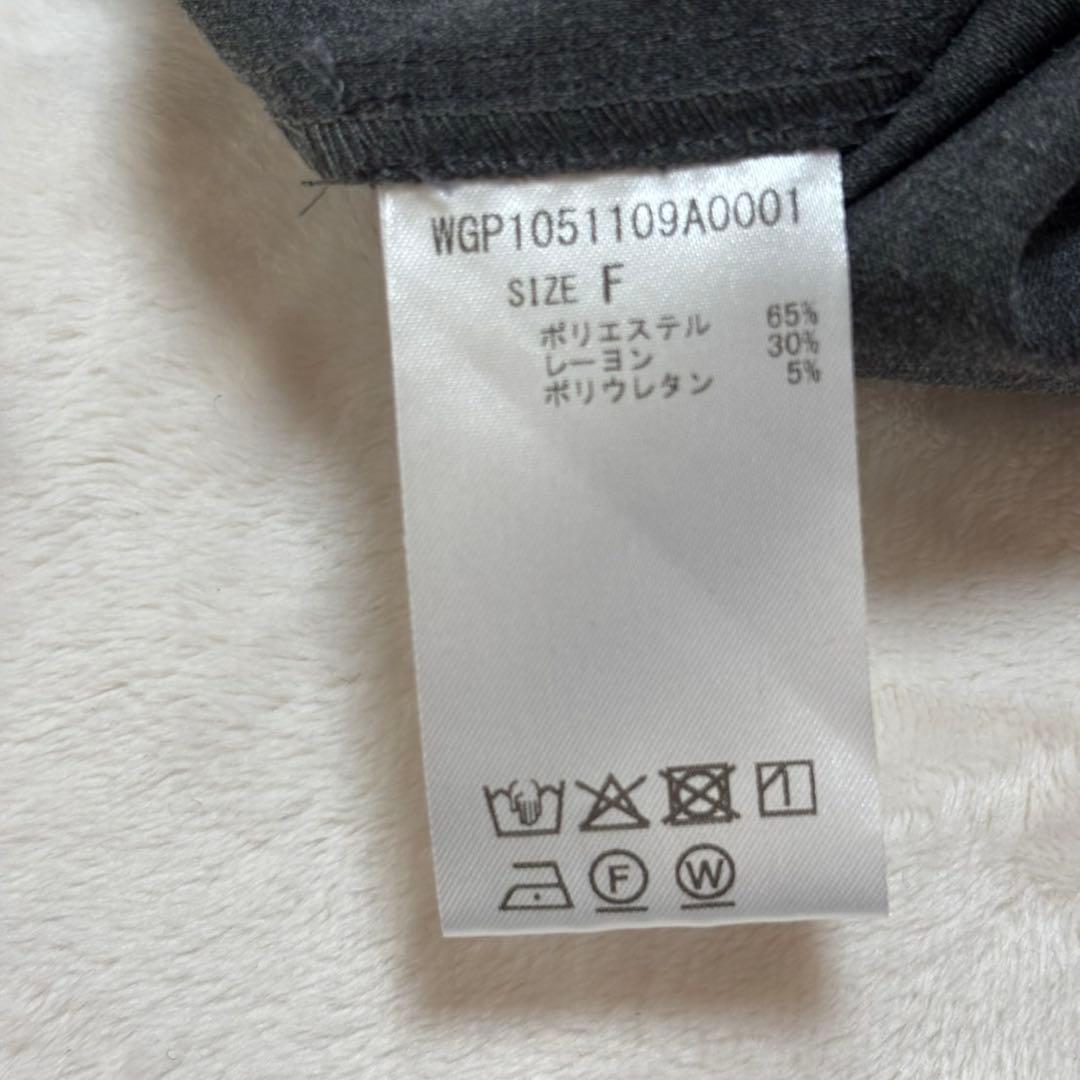 WGP1051109A0001
SIZE F
ポリエステル 65%
レーヨン 30%
ポリウレタン 5%
F W